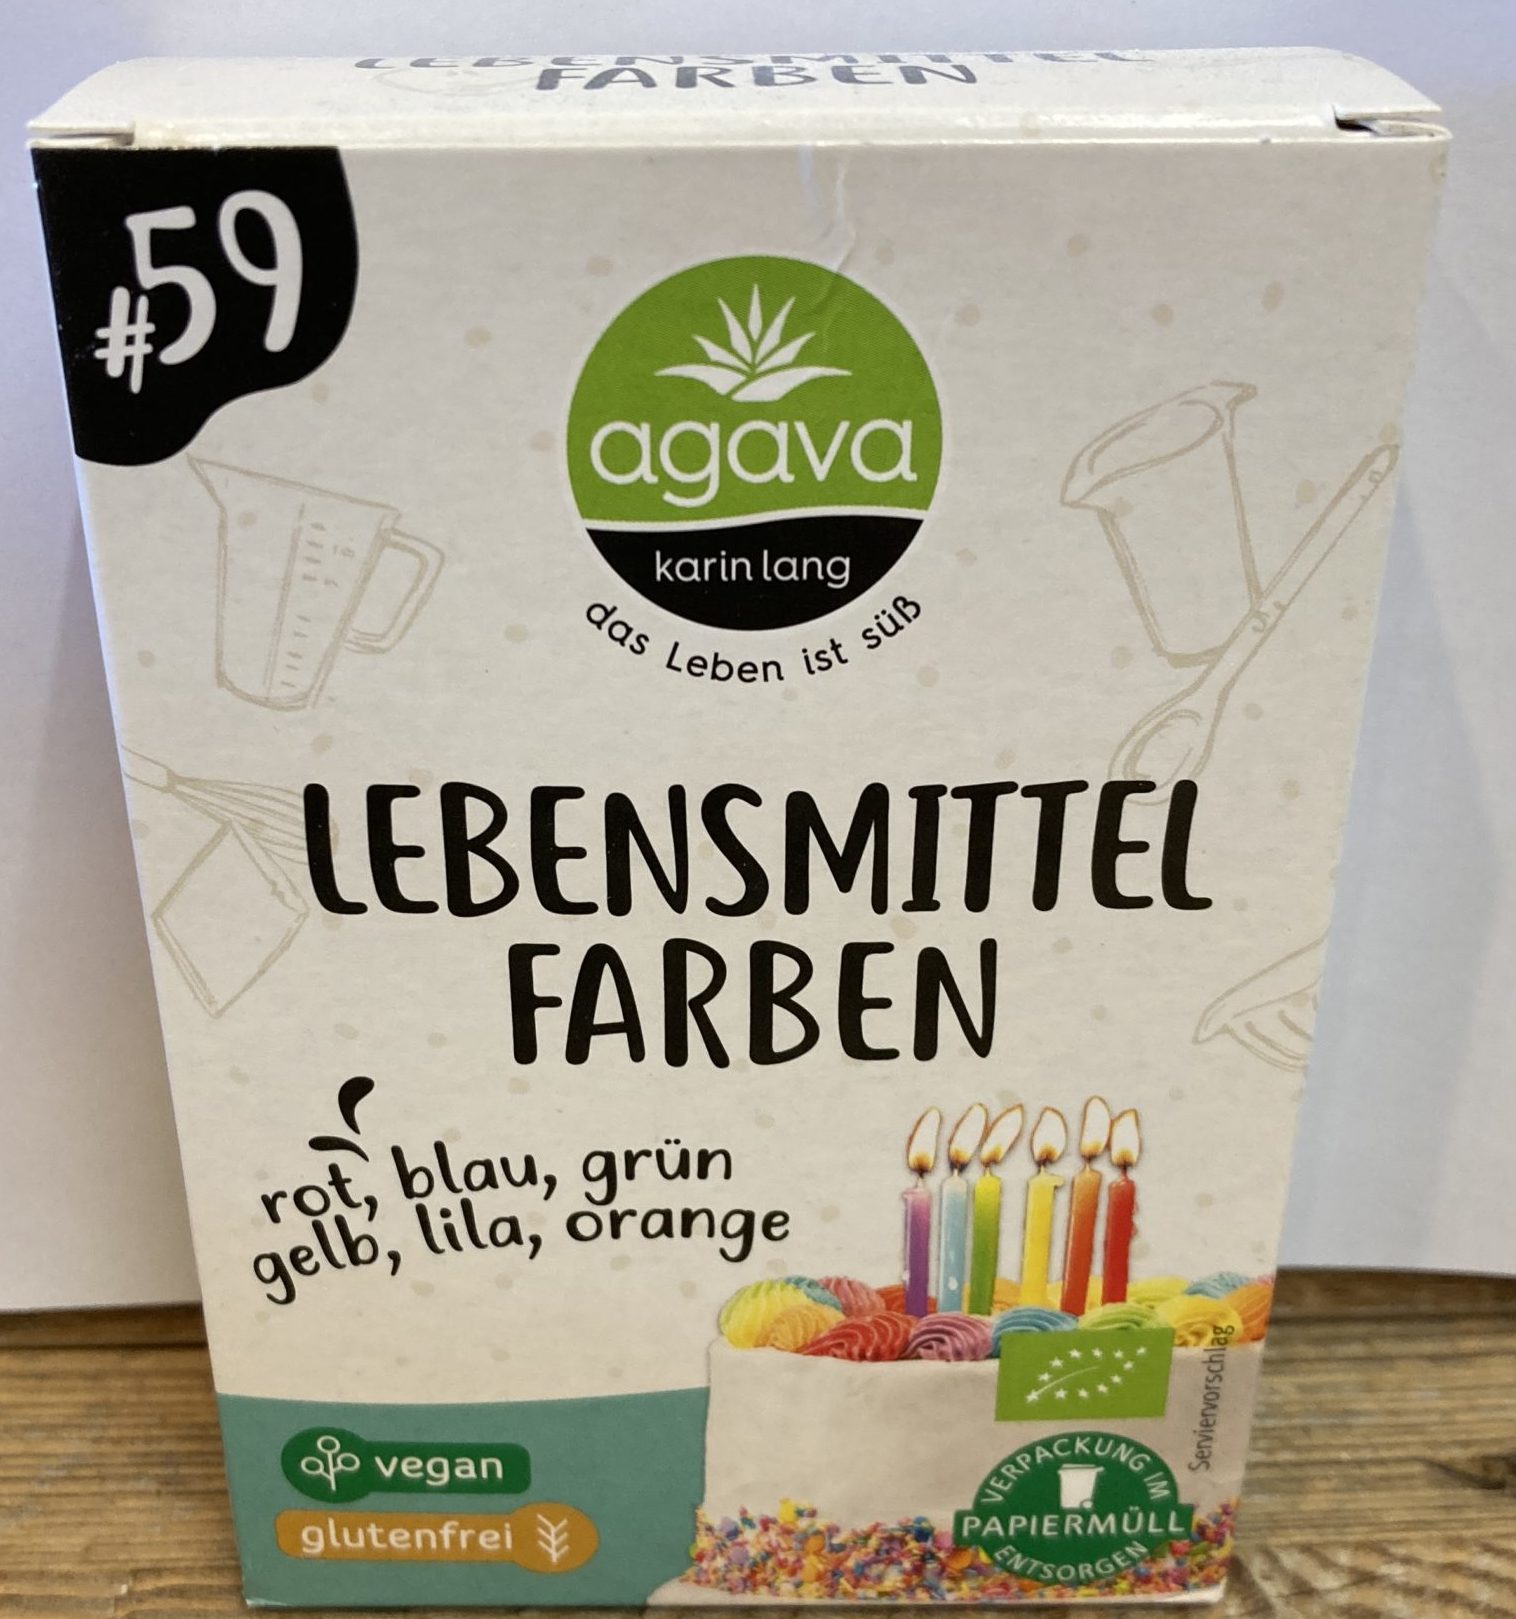 LEBENSMITTEL
FARBEN
#59
agava
karin lang
das Leben ist süß
LEBENSMITTEL
FARBEN
rot, blau, grün
gelb, lila, orange
vegan
glutenfrei
Serviervorschlag
VERPACKUNG IM
PAPIERMÜLL
ENTSORGEN